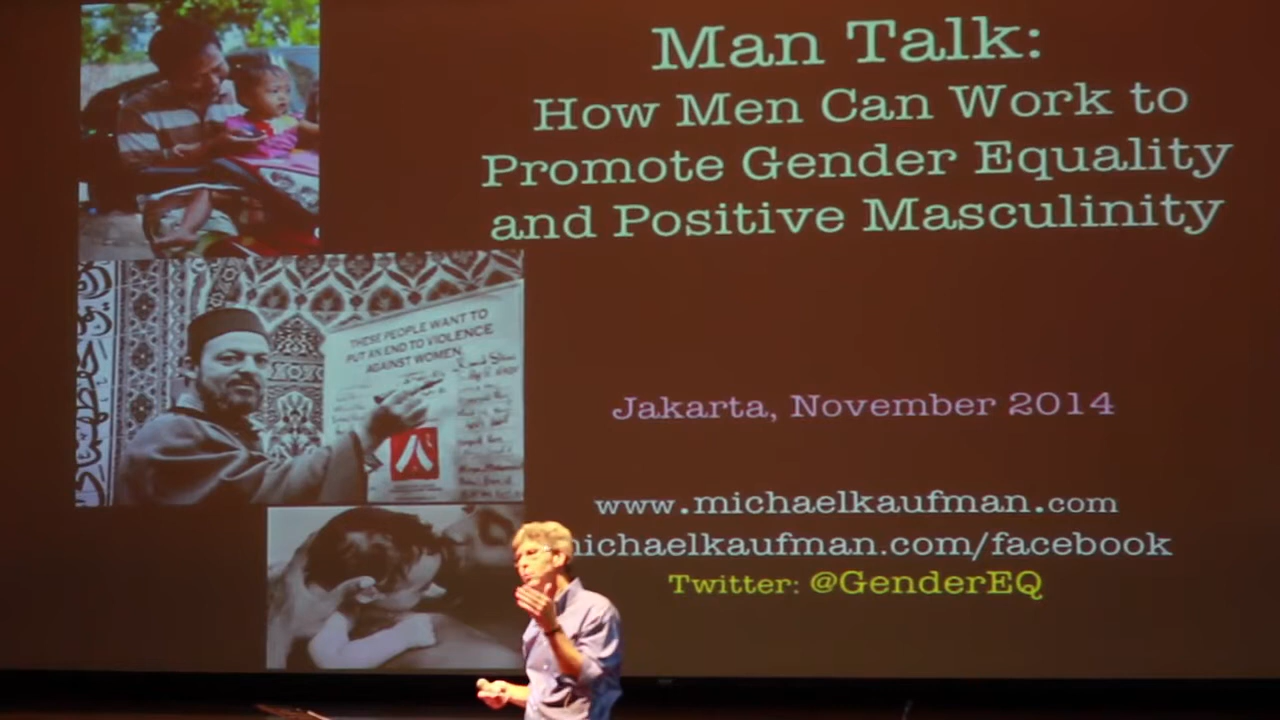 Man Talk:
How Men Can Work to
Promote Gender Equality
and Positive Masculinity
THESE PEOPLE WANT TO
PUT AN END TO VIOLENCE
AGAINST WOMEN
Jakarta, November 2014
www.michaelkaufman.com
michaelkaufman.com/facebook
Twitter: @GenderEQ